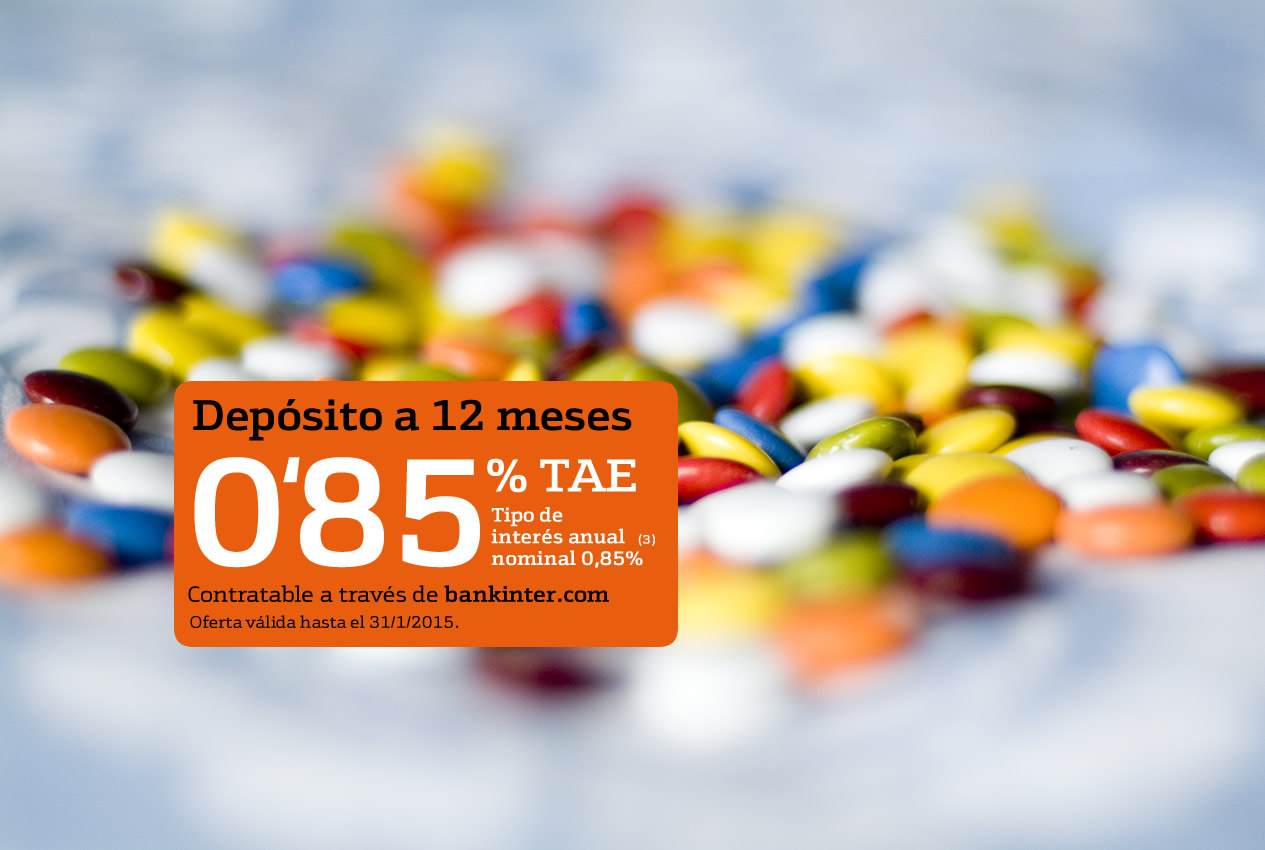 Depósito a 12 meses
0‘85% TAE
Tipo de
interés anual (3)
nominal 0,85%
Contratable a través de bankinter.com
Oferta válida hasta el 31/1/2015.